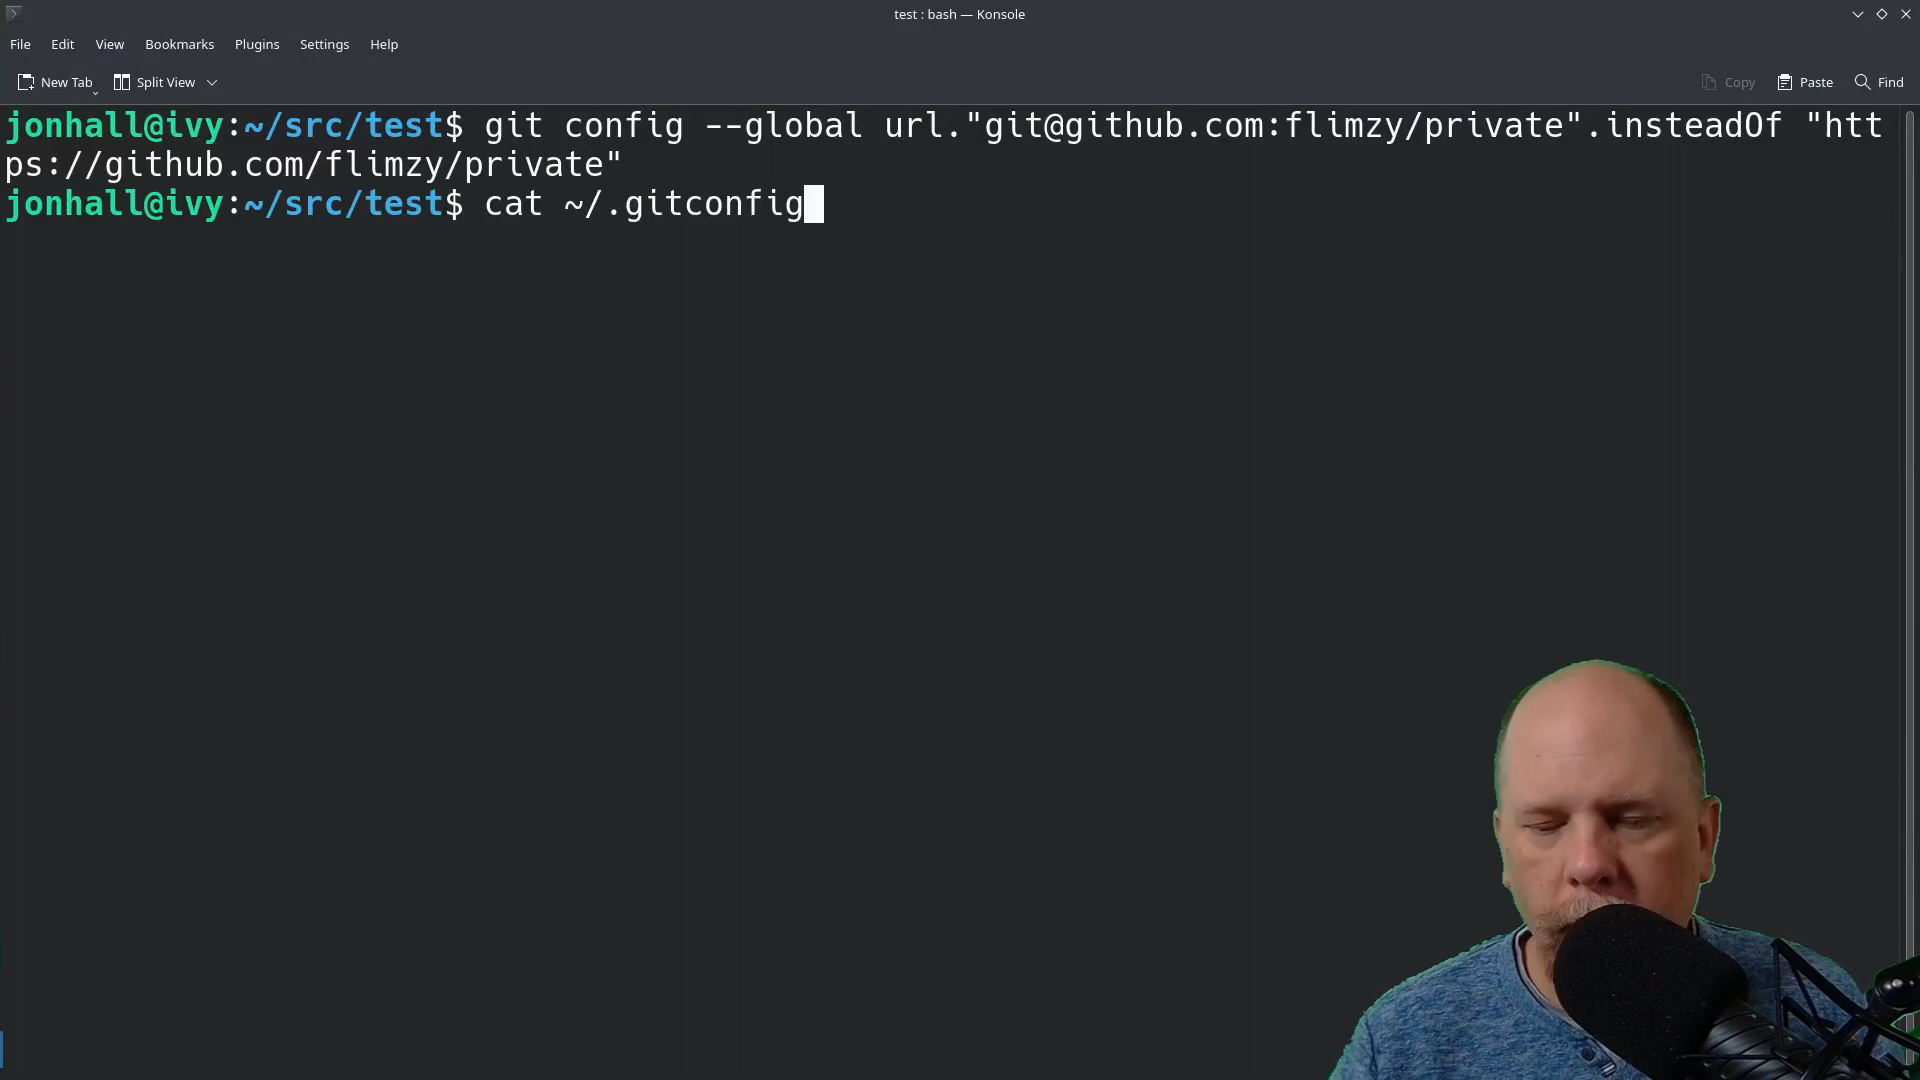 test : bash — Konsole
File Edit View Bookmarks Plugins Settings Help
New Tab Split View Copy Paste Find
jonhall@ivy:~/src/test$ git config --global url."git@github.com:flimzy/private".insteadOf "htt
ps://github.com/flimzy/private"
jonhall@ivy:~/src/test$ cat ~/.gitconfig